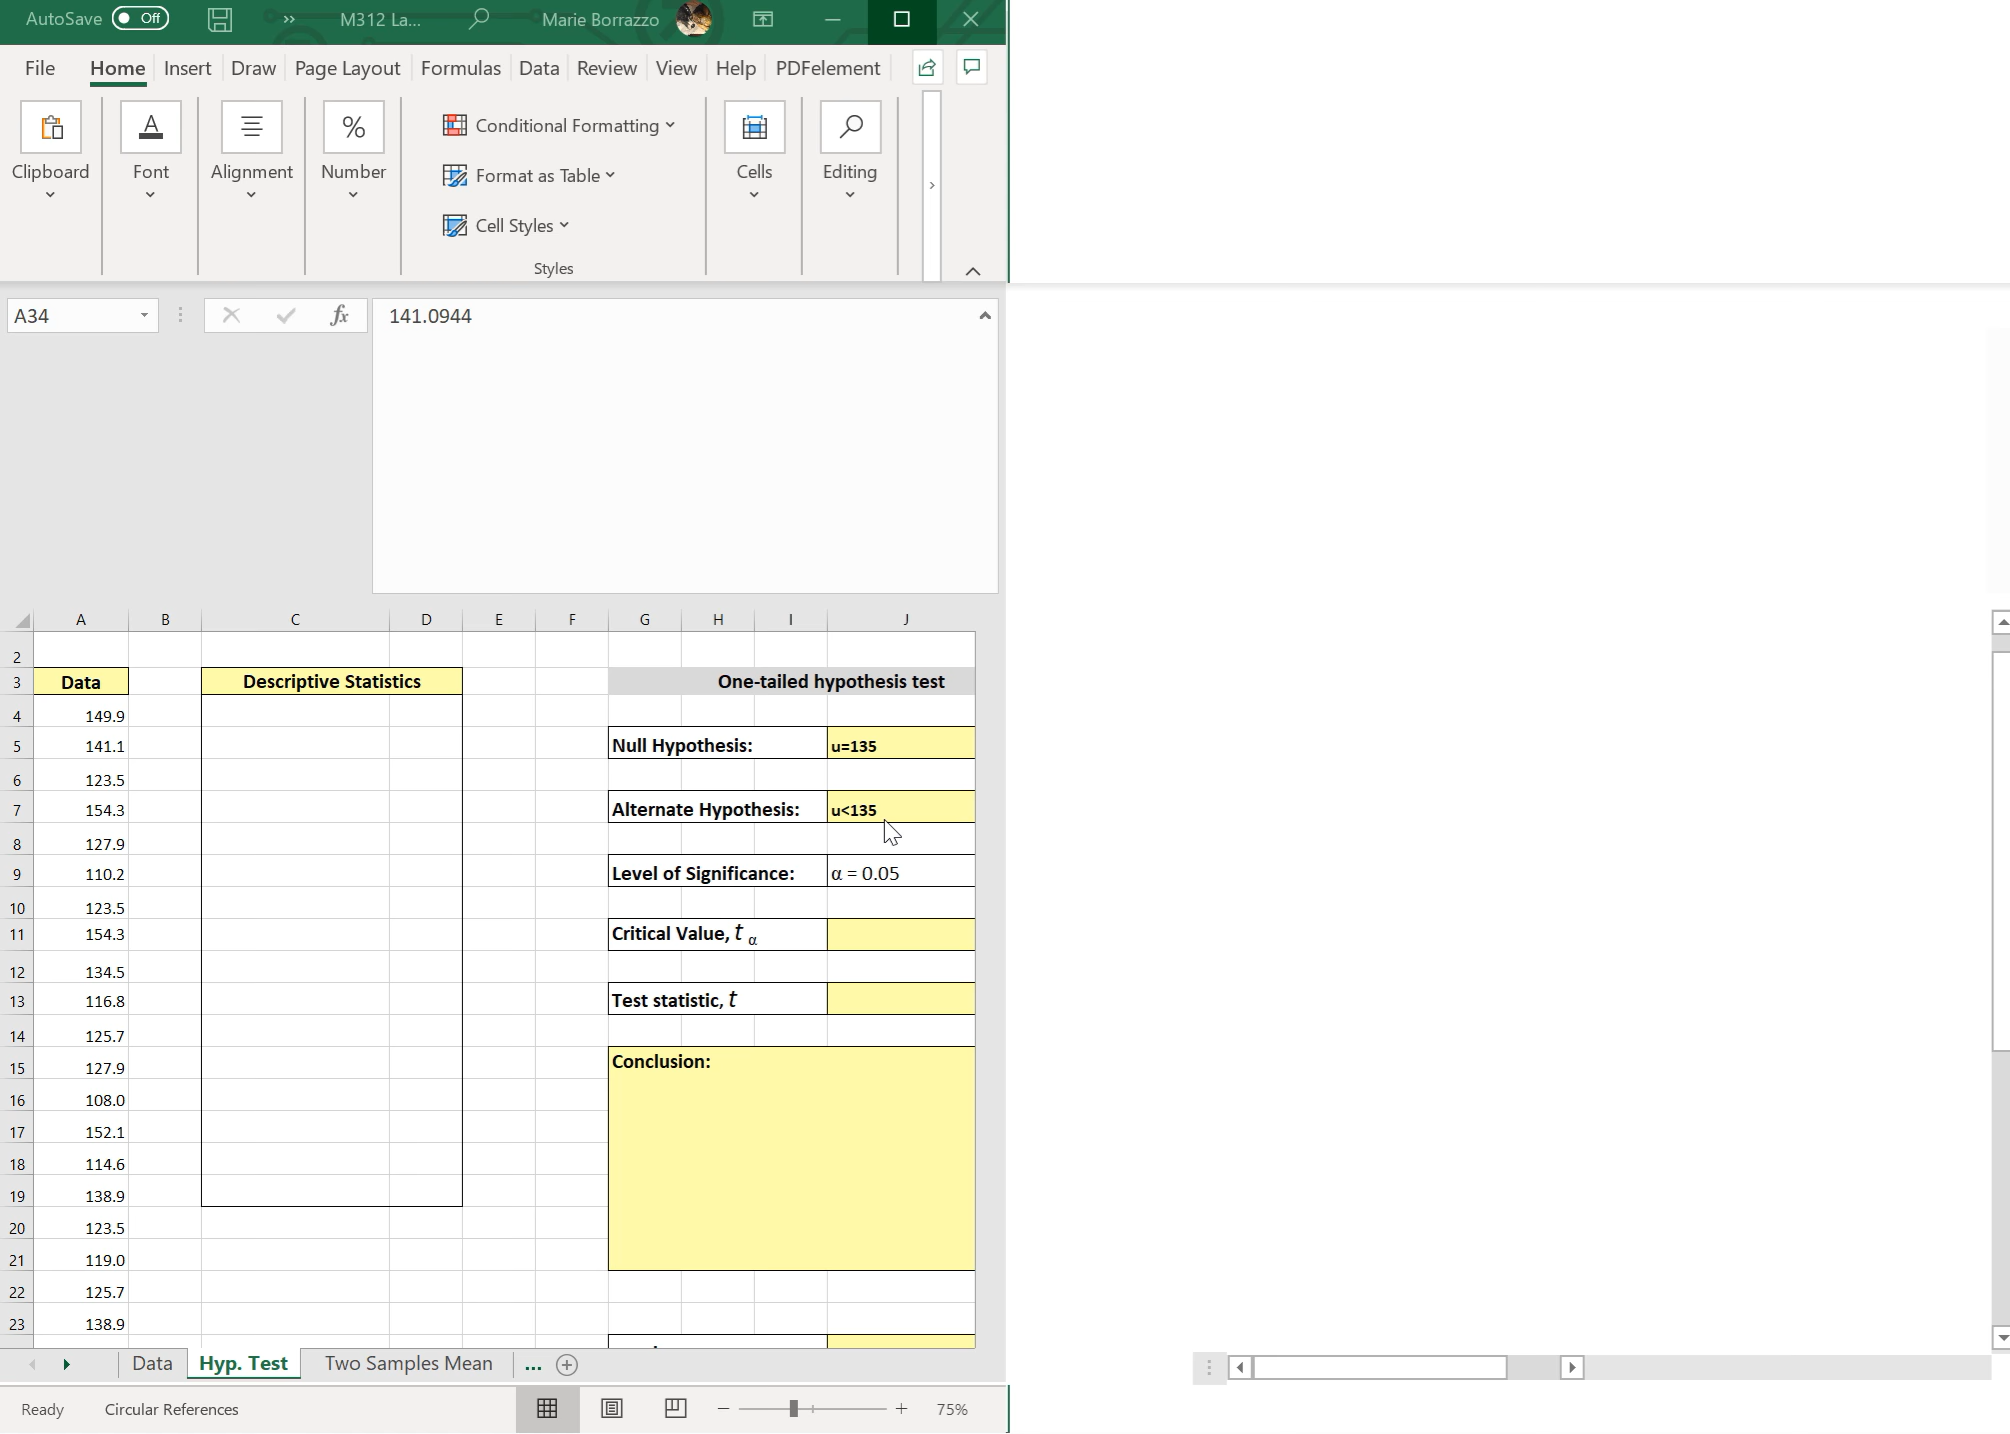 AutoSave Off M312 La... Marie Borrazzo
File Home Insert Draw Page Layout Formulas Data Review View Help PDFelement
Conditional Formatting
Clipboard Font Alignment Number Format as Table Cells Editing
Cell Styles
Styles
A34 fx 141.0944
A B C D E F G H I J
2
3 Data Descriptive Statistics One-tailed hypothesis test
4 149.9
5 141.1 Null Hypothesis: u=135
6 123.5
7 154.3 Alternate Hypothesis: u<135
8 127.9
9 110.2 Level of Significance: α = 0.05
10 123.5
11 154.3 Critical Value, t α
12 134.5
13 116.8 Test statistic, t
14 125.7
15 127.9 Conclusion:
16 108.0
17 152.1
18 114.6
19 138.9
20 123.5
21 119.0
22 125.7
23 138.9
Data Hyp. Test Two Samples Mean ...
Ready Circular References 75%